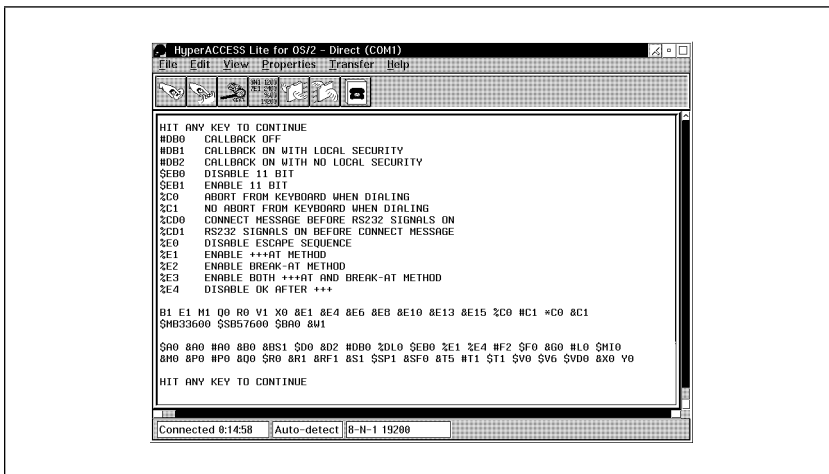 HyperACCESS Lite for OS/2 - Direct (COM1)
File Edit View Properties Transfer Help
HIT ANY KEY TO CONTINUE
#DB0 CALLBACK OFF
#DB1 CALLBACK ON WITH LOCAL SECURITY
#DB2 CALLBACK ON WITH NO LOCAL SECURITY
$EB0 DISABLE 11 BIT
$EB1 ENABLE 11 BIT
%C0 ABORT FROM KEYBOARD WHEN DIALING
%C1 NO ABORT FROM KEYBOARD WHEN DIALING
%CD0 CONNECT MESSAGE BEFORE RS232 SIGNALS ON
%CD1 RS232 SIGNALS ON BEFORE CONNECT MESSAGE
%E0 DISABLE ESCAPE SEQUENCE
%E1 ENABLE +++AT METHOD
%E2 ENABLE BREAK-AT METHOD
%E3 ENABLE BOTH +++AT AND BREAK-AT METHOD
%E4 DISABLE OK AFTER +++
B1 E1 M1 Q0 R0 V1 X0 &E1 &E4 &E6 &E8 &E10 &E13 &E15 %C0 #C1 *C0 &C1
$MB33600 $SB57600 $BA0 &W1
$A0 &A0 #A0 &B0 &BS1 $D0 &D2 #DB0 %DL0 $EB0 %E1 %E4 #F2 $F0 &G0 #L0 $MI0
&M0 &P0 #P0 &Q0 $R0 &R1 &RF1 &S1 $SP1 &SF0 &T5 #T1 $T1 $V0 $V6 $VD0 &X0 Y0
HIT ANY KEY TO CONTINUE
Connected 0:14:58 Auto-detect 8-N-1 19200